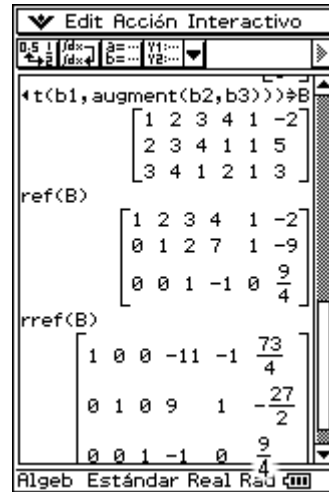 Edit Acción Interactivo
t(b1,augment(b2,b3)))⇒B
1 2 3 4 1 -2
2 3 4 1 1 5
3 4 1 2 1 3
ref(B)
1 2 3 4 1 -2
0 1 2 7 1 -9
0 0 1 -1 0 9/4
rref(B)
1 0 0 -11 -1 73/4
0 1 0 9 1 -27/2
0 0 1 -1 0 9/4
Algeb Estándar Real Rad